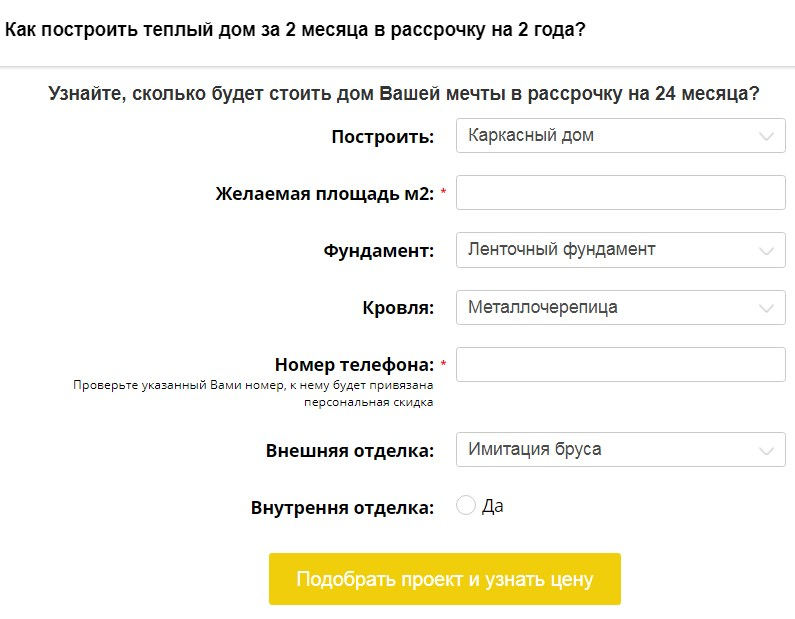 Как построить теплый дом за 2 месяца в рассрочку на 2 года?
Узнайте, сколько будет стоить дом Вашей мечты в рассрочку на 24 месяца?
Построить: Каркасный дом
Желаемая площадь м2: *
Фундамент: Ленточный фундамент
Кровля: Металлочерепица
Номер телефона: *
Проверьте указанный Вами номер, к нему будет привязана
персональная скидка
Внешняя отделка: Имитация бруса
Внутрення отделка: Да
Подобрать проект и узнать цену